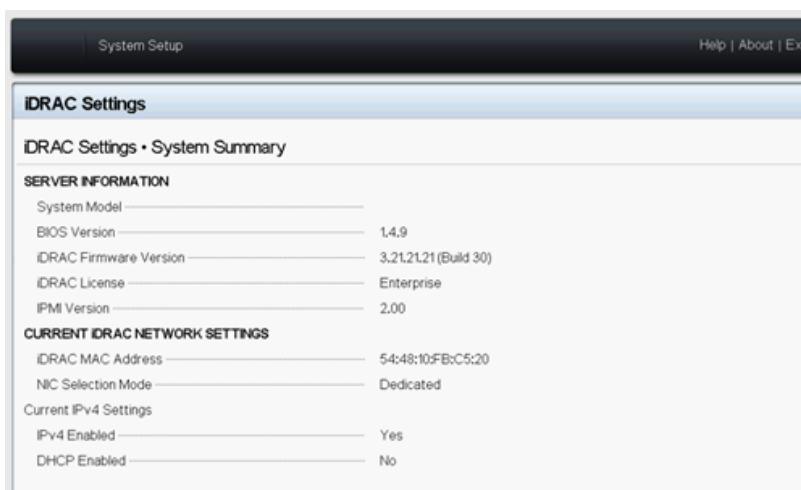 System Setup
Help | About | Ex
iDRAC Settings
iDRAC Settings • System Summary
SERVER INFORMATION
System Model
BIOS Version 1.4.9
iDRAC Firmware Version 3.21.21.21 (Build 30)
iDRAC License Enterprise
IPMI Version 2.00
CURRENT iDRAC NETWORK SETTINGS
iDRAC MAC Address 54:48:10:FB:C5:20
NIC Selection Mode Dedicated
Current IPv4 Settings
IPv4 Enabled Yes
DHCP Enabled No